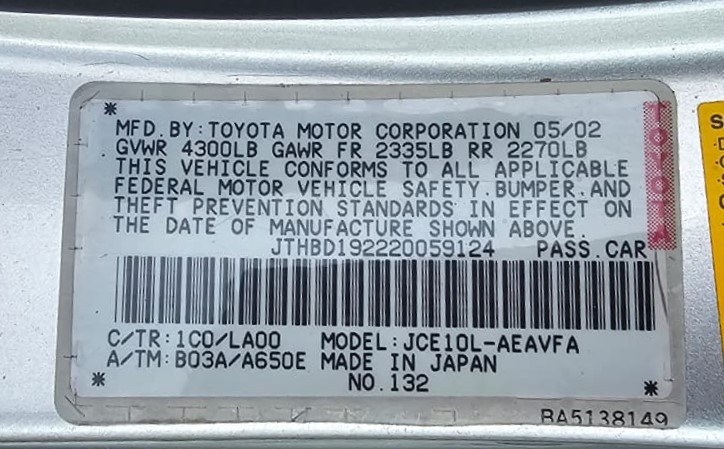 *
MFD. BY: TOYOTA MOTOR CORPORATION 05/02
GVWR 4300LB GAWR FR 2335LB RR 2270LB
THIS VEHICLE CONFORMS TO ALL APPLICABLE
FEDERAL MOTOR VEHICLE SAFETY. BUMPER. AND
THEFT PREVENTION STANDARDS IN EFFECT ON
THE DATE OF MANUFACTURE SHOWN ABOVE.
JTHBD192220059124 PASS. CAR
TOYOTA
C/TR: 1C0/LA00 MODEL: JCE10L-AEAVFA
A/TM: B03A/A650E MADE IN JAPAN
* NO. 132 *
BA5138149